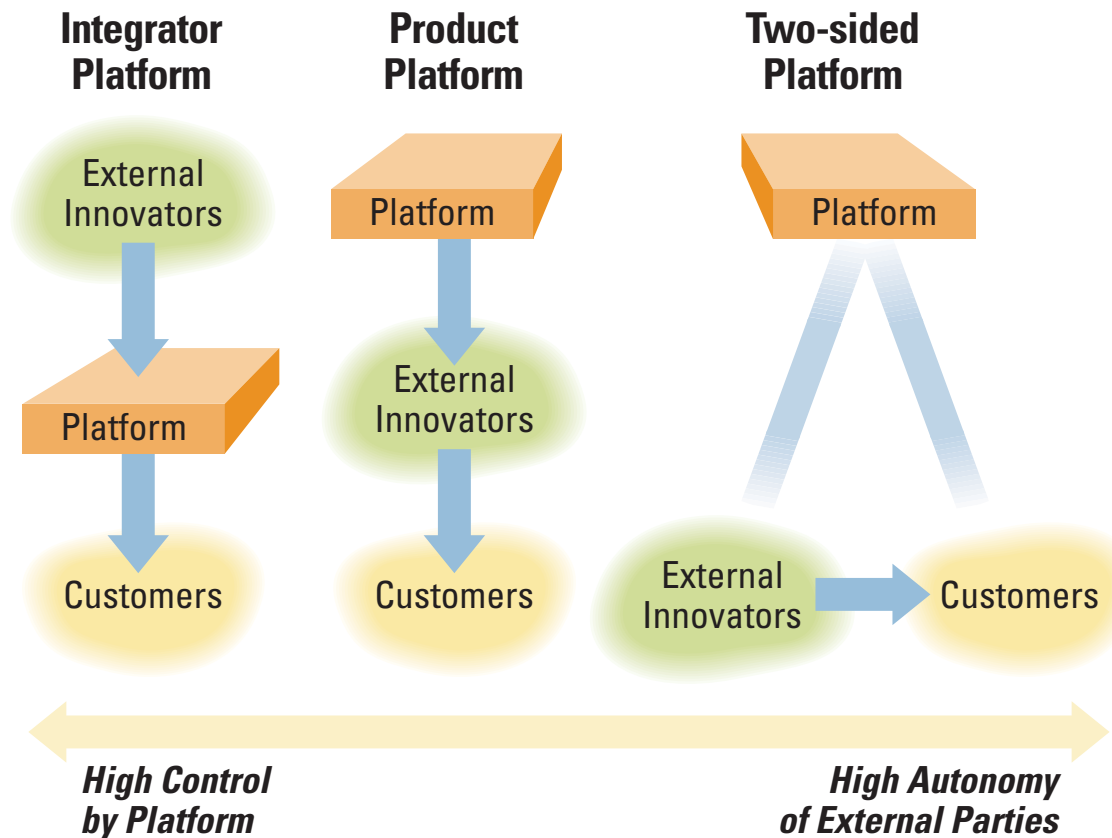 Integrator
Platform
External
Innovators
Platform
Customers
Product
Platform
Platform
External
Innovators
Customers
Two-sided
Platform
Platform
External
Innovators
Customers
High Control
by Platform
High Autonomy
of External Parties